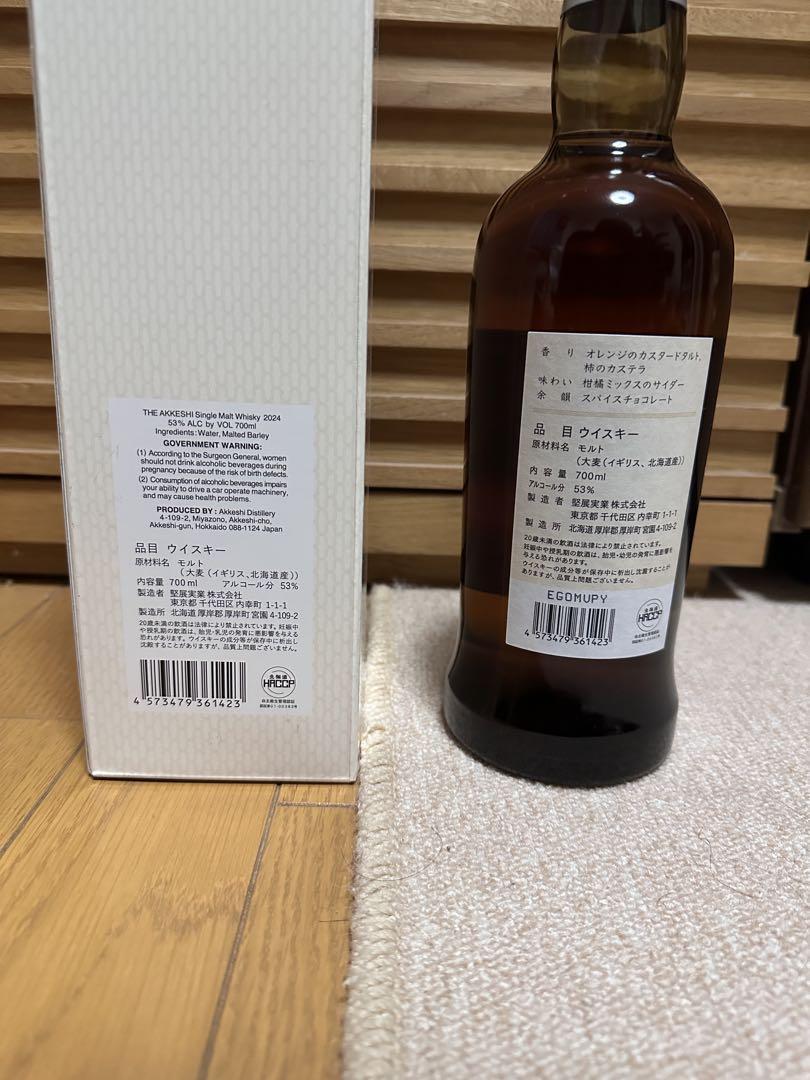 THE AKKESHI Single Malt Whisky 2024
53% ALC by VOL 700ml
Ingredients: Water, Malted Barley
GOVERNMENT WARNING:
(1) According to the Surgeon General, women
should not drink alcoholic beverages during
pregnancy because of the risk of birth defects.
(2) Consumption of alcoholic beverages impairs
your ability to drive a car operate machinery,
and may cause health problems.
PRODUCED BY : Akkeshi Distillery
4-109-2, Miyazono, Akkeshi-cho,
Akkeshi-gun, Hokkaido 088-1124 Japan
品目 ウイスキー
原材料名 モルト
（大麦（イギリス、北海道産））
内容量 700ml アルコール分 53%
製造者 堅展実業株式会社
東京都 千代田区 内幸町 1-1-1
製造所 北海道 厚岸郡 厚岸町 宮園 4-109-2
20歳未満の飲酒は法律により禁止されています。妊娠中
や授乳期の飲酒は、胎児・乳児の発育に悪影響を与える
恐れがあります。ウイスキーの成分等が保存中に析出し
沈殿することがありますが、品質上問題ございません。
4 573479 361423
北海道
HACCP
自主衛生管理認証
香り オレンジのカスタードタルト,
柿のカステラ
味わい 柑橘ミックスのサイダー
余韻 スパイスチョコレート
品目 ウイスキー
原材料名 モルト
（大麦（イギリス、北海道産））
内容量 700ml
アルコール分 53%
製造者 堅展実業株式会社
東京都 千代田区 内幸町 1-1-1
製造所 北海道 厚岸郡 厚岸町 宮園 4-109-2
20歳未満の飲酒は法律により禁止されています。
妊娠中や授乳期の飲酒は、胎児・幼児の発育に悪影響を
与える恐れがあります。
ウイスキーの成分等が保存中に析出し沈殿することが
ありますが、品質上問題ございません。
EGOMUPY
4 573479 361423
北海道
HACCP
自主衛生管理認証